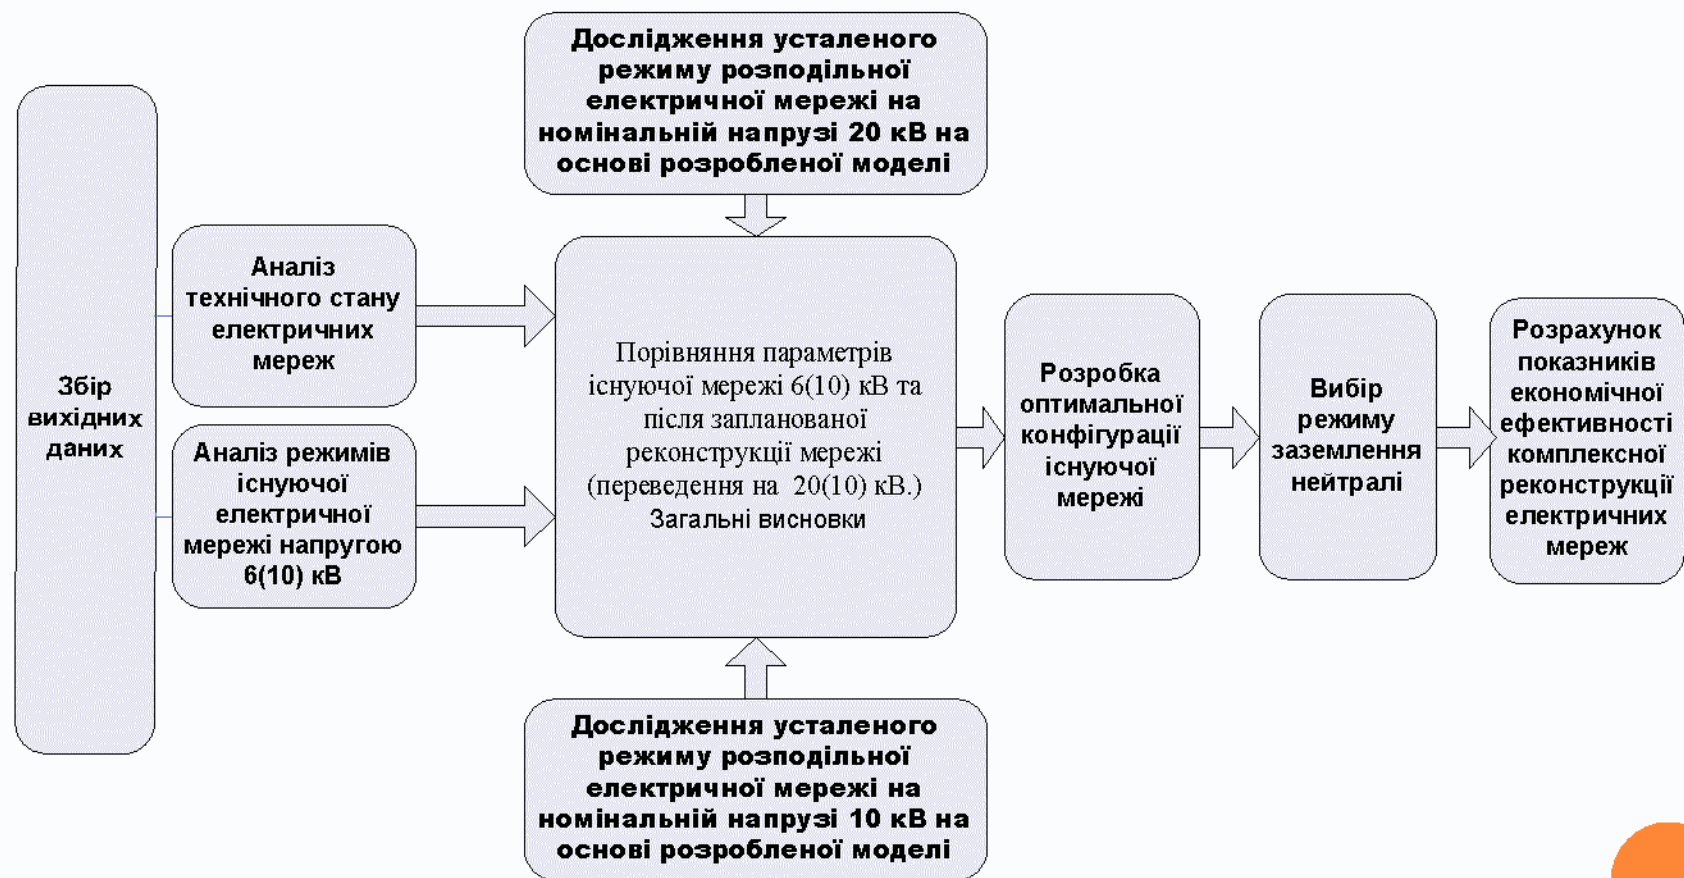 Дослідження усталеного
режиму розподільної
електричної мережі на
номінальній напрузі 20 кВ на
основі розробленої моделі
Збір
вихідних
даних
Аналіз
технічного стану
електричних
мереж
Аналіз режимів
існуючої
електричної
мережі напругою
6(10) кВ
Порівняння параметрів
існуючої мережі 6(10) кВ та
після запланованої
реконструкції мережі
(переведення на 20(10) кВ.)
Загальні висновки
Розробка
оптимальної
конфігурації
існуючої
мережі
Вибір
режиму
заземлення
нейтралі
Розрахунок
показників
економічної
ефективності
комплексної
реконструкції
електричних
мереж
Дослідження усталеного
режиму розподільної
електричної мережі на
номінальній напрузі 10 кВ на
основі розробленої моделі